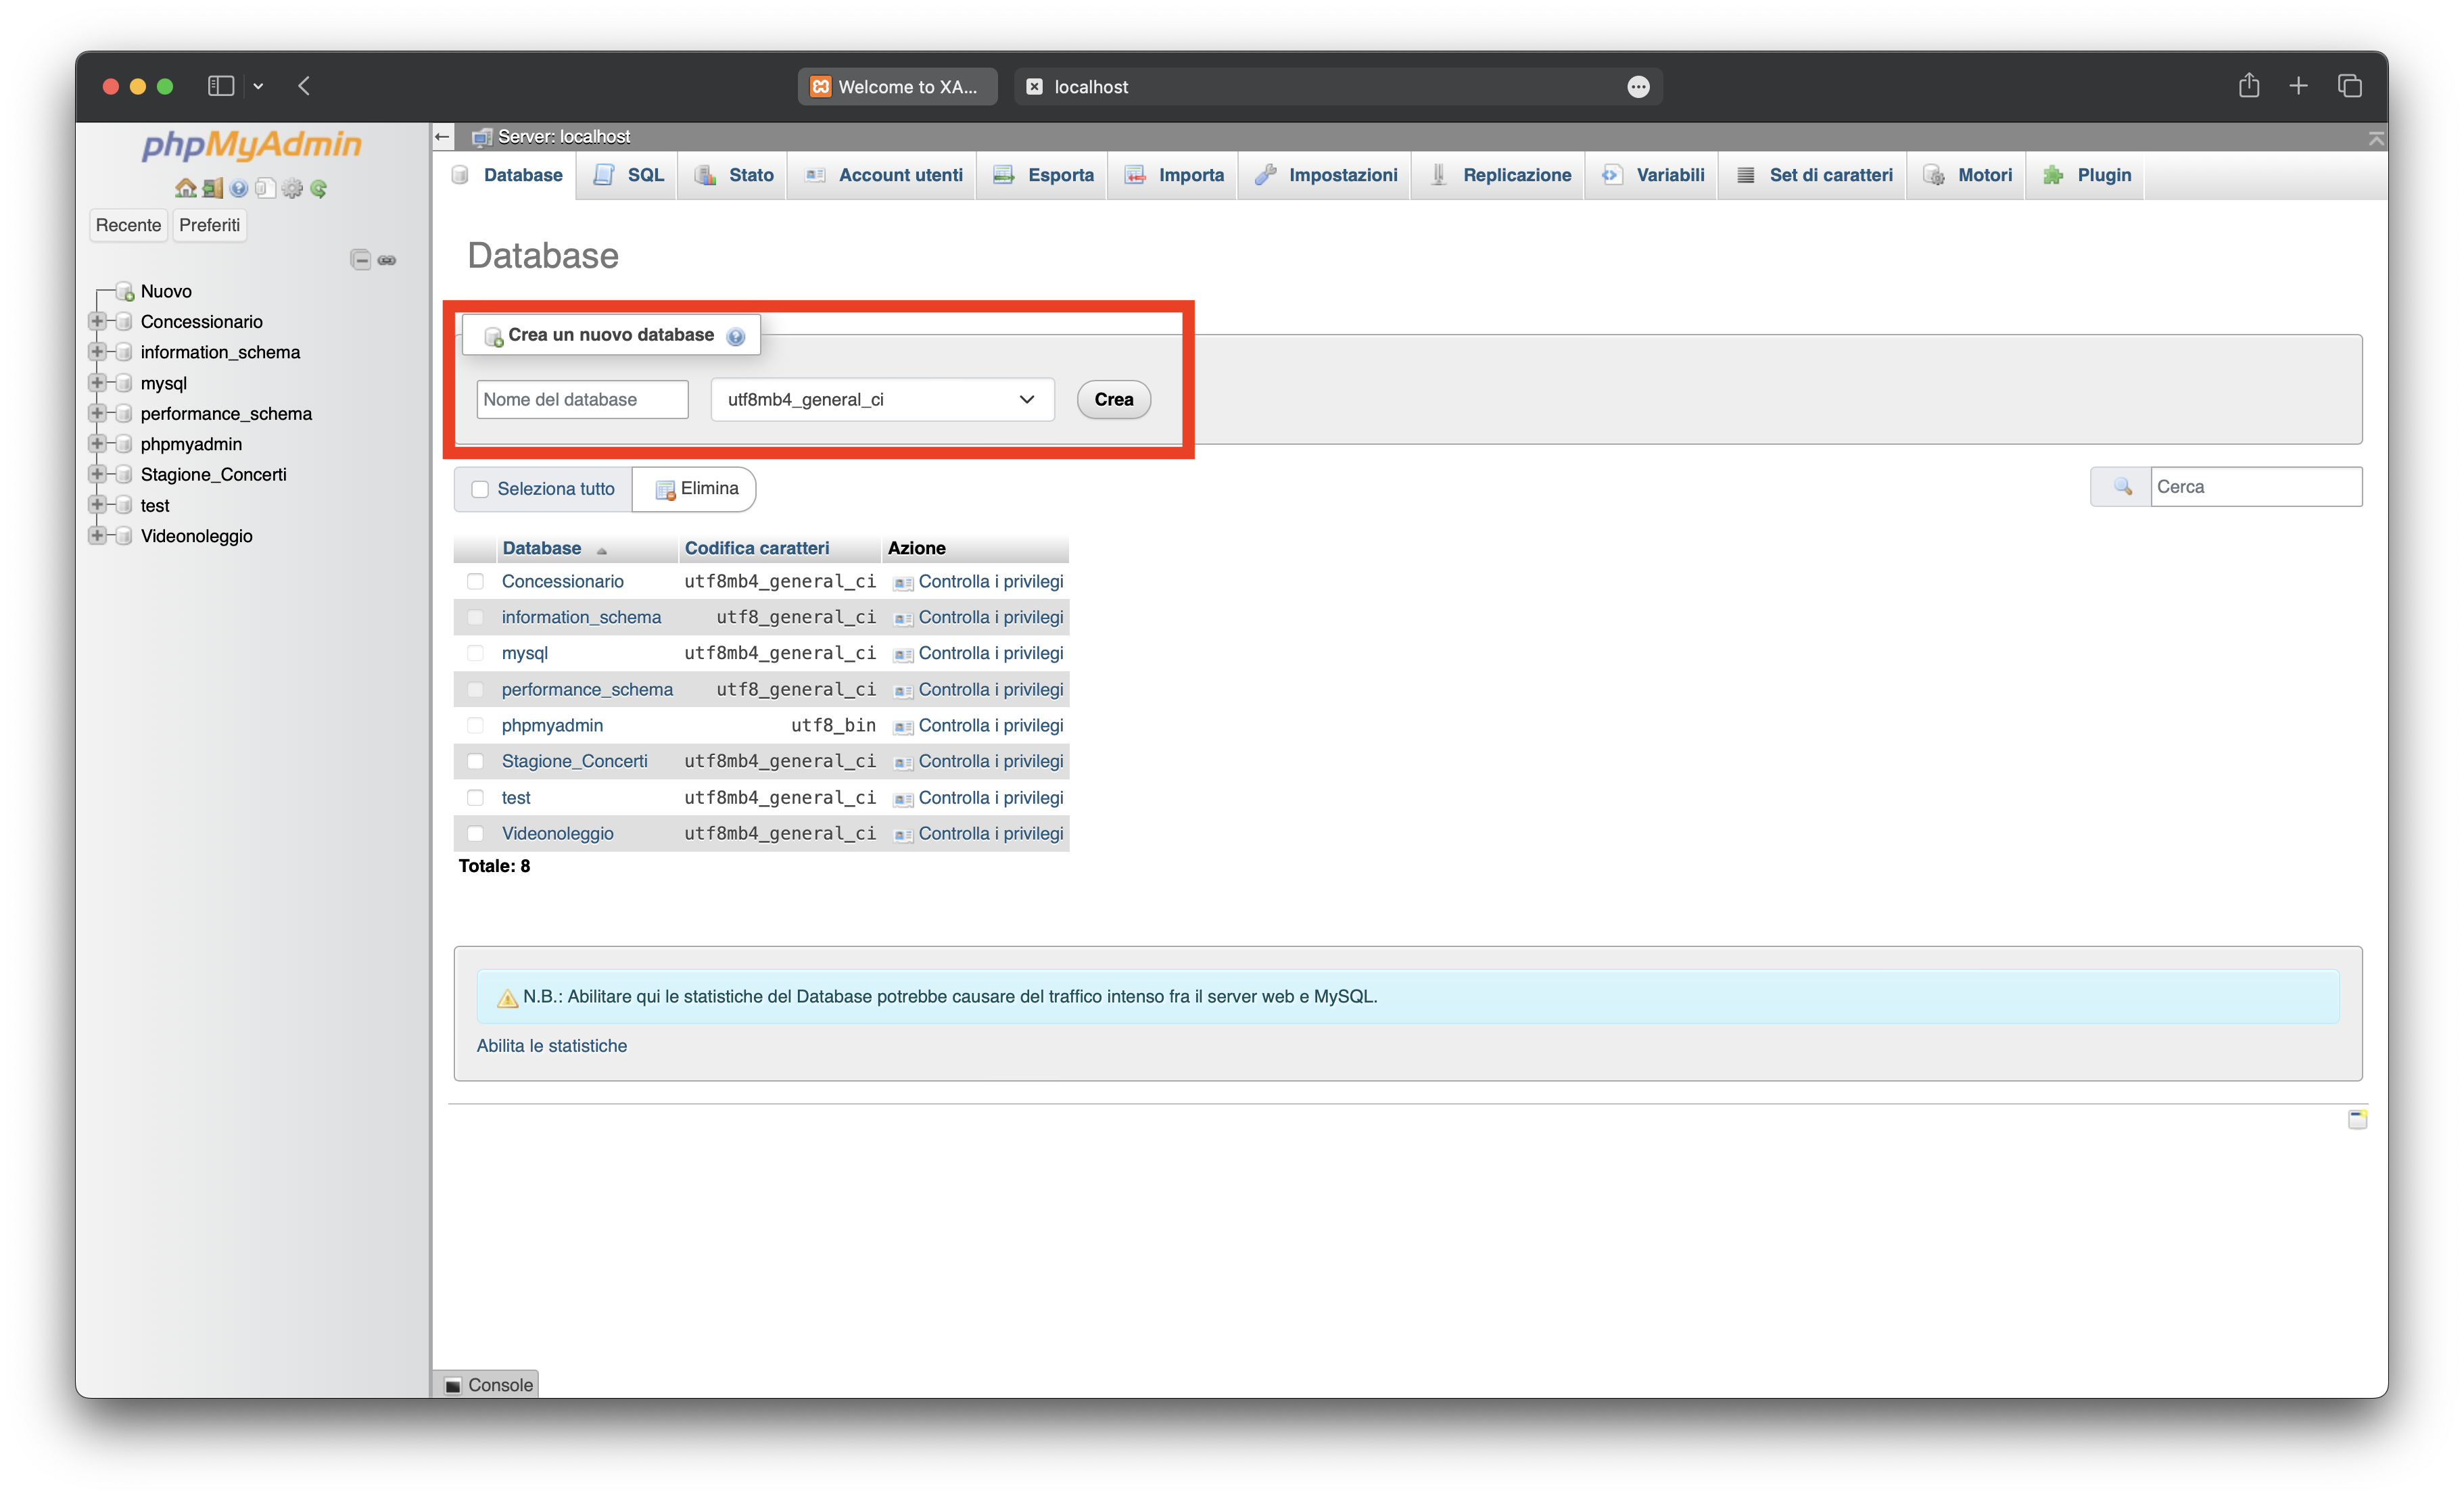 Welcome to XA...
localhost
phpMyAdmin
Recente Preferiti
Nuovo
Concessionario
information_schema
mysql
performance_schema
phpmyadmin
Stagione_Concerti
test
Videonoleggio
Server: localhost
Database SQL Stato Account utenti Esporta Importa Impostazioni Replicazione Variabili Set di caratteri Motori Plugin
Database
Crea un nuovo database
Nome del database utf8mb4_general_ci Crea
Seleziona tutto Elimina Cerca
Database Codifica caratteri Azione
Concessionario utf8mb4_general_ci Controlla i privilegi
information_schema utf8_general_ci Controlla i privilegi
mysql utf8mb4_general_ci Controlla i privilegi
performance_schema utf8_general_ci Controlla i privilegi
phpmyadmin utf8_bin Controlla i privilegi
Stagione_Concerti utf8mb4_general_ci Controlla i privilegi
test utf8mb4_general_ci Controlla i privilegi
Videonoleggio utf8mb4_general_ci Controlla i privilegi
Totale: 8
N.B.: Abilitare qui le statistiche del Database potrebbe causare del traffico intenso fra il server web e MySQL.
Abilita le statistiche
Console